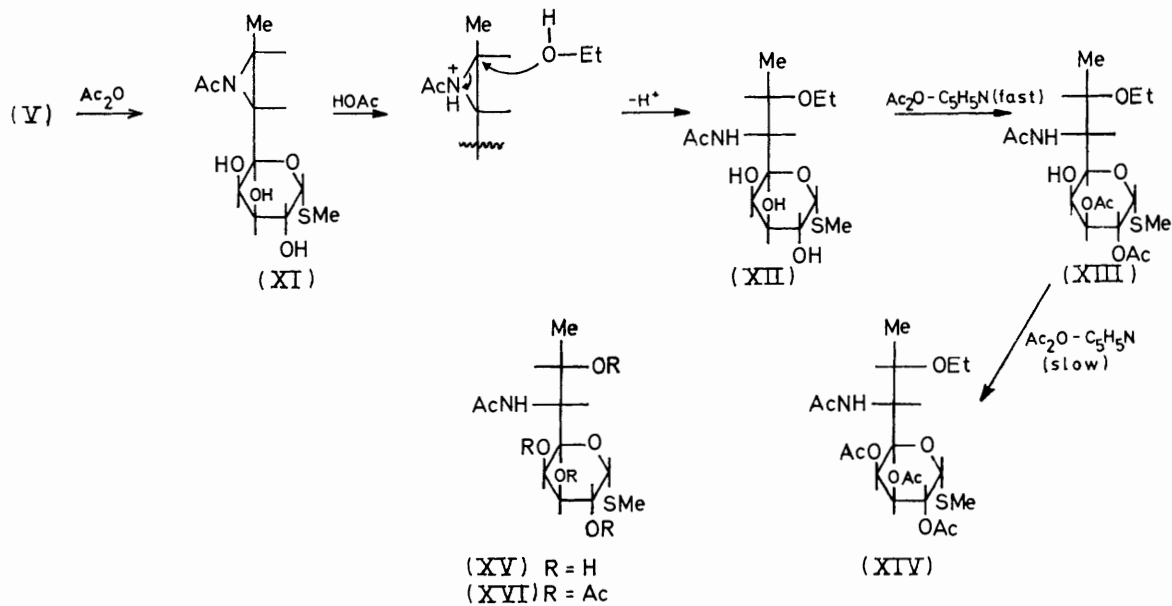 Me
AcN
HO
O
OH
SMe
OH
(XI)
(V)
Ac₂O
HOAc
Me
AcN
+
H
H
O—Et
–H⁺
Me
OEt
AcNH
HO
O
OH
SMe
OH
(XII)
Ac₂O – C₅H₅N (fast)
Me
OEt
AcNH
HO
O
OAc
SMe
OAc
(XIII)
Ac₂O – C₅H₅N
(slow)
Me
OR
AcNH
RO
O
OR
SMe
OR
(XV) R = H
(XVI) R = Ac
Me
OEt
AcNH
AcO
O
OAc
SMe
OAc
(XIV)